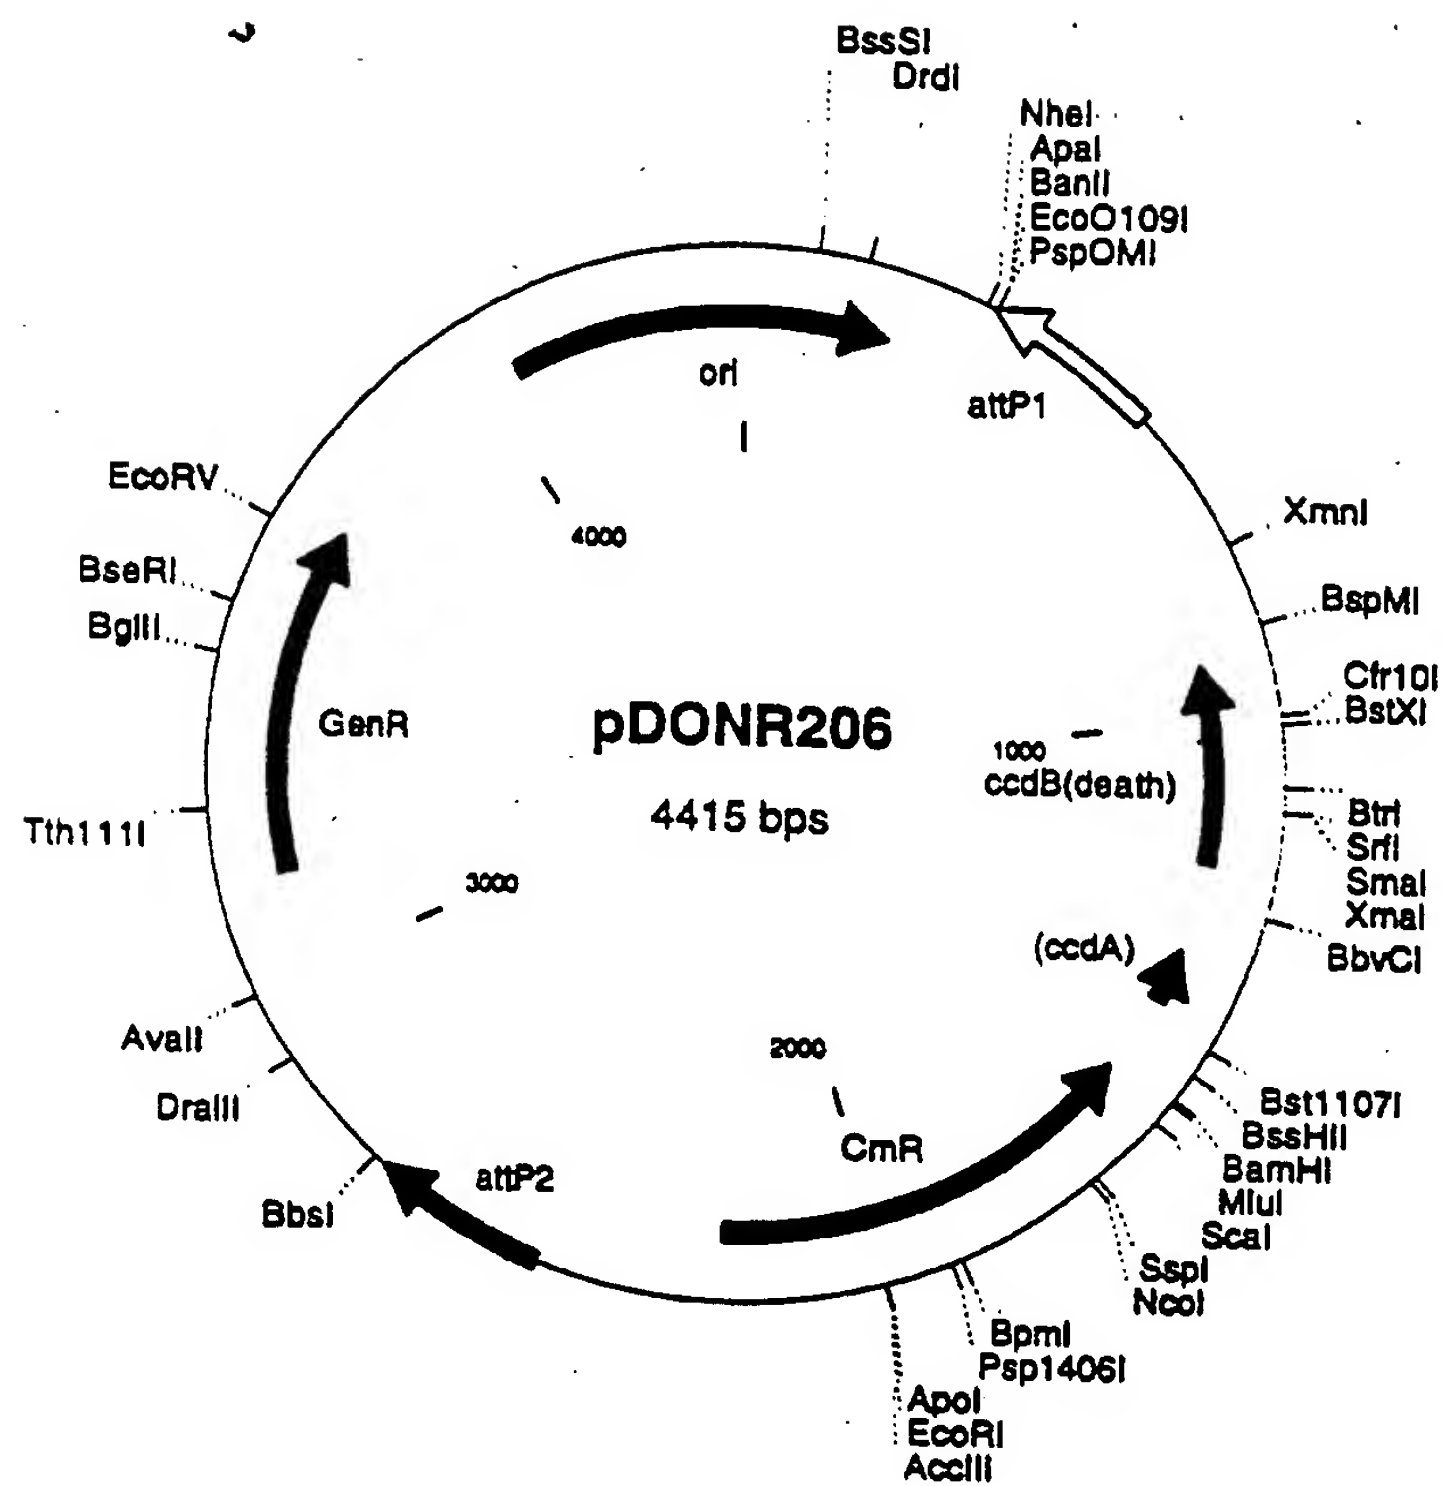 BssSI
DrdI
NheI
ApaI
BanII
EcoO109I
PspOMI
ori
attP1
EcoRV
4000
XmnI
BseRI
BspMI
BglII
Cfr10I
BstXI
GenR
pDONR206
1000
ccdB(death)
4415 bps
BtrI
Tth111I
SrfI
SmaI
3000
XmaI
(ccdA)
BbvCI
AvaII
2000
DraIII
Bst1107I
BssHII
CmR
BamHI
attP2
MluI
BbsI
ScaI
SspI
NcoI
BpmI
Psp1406I
ApoI
EcoRI
AccIII